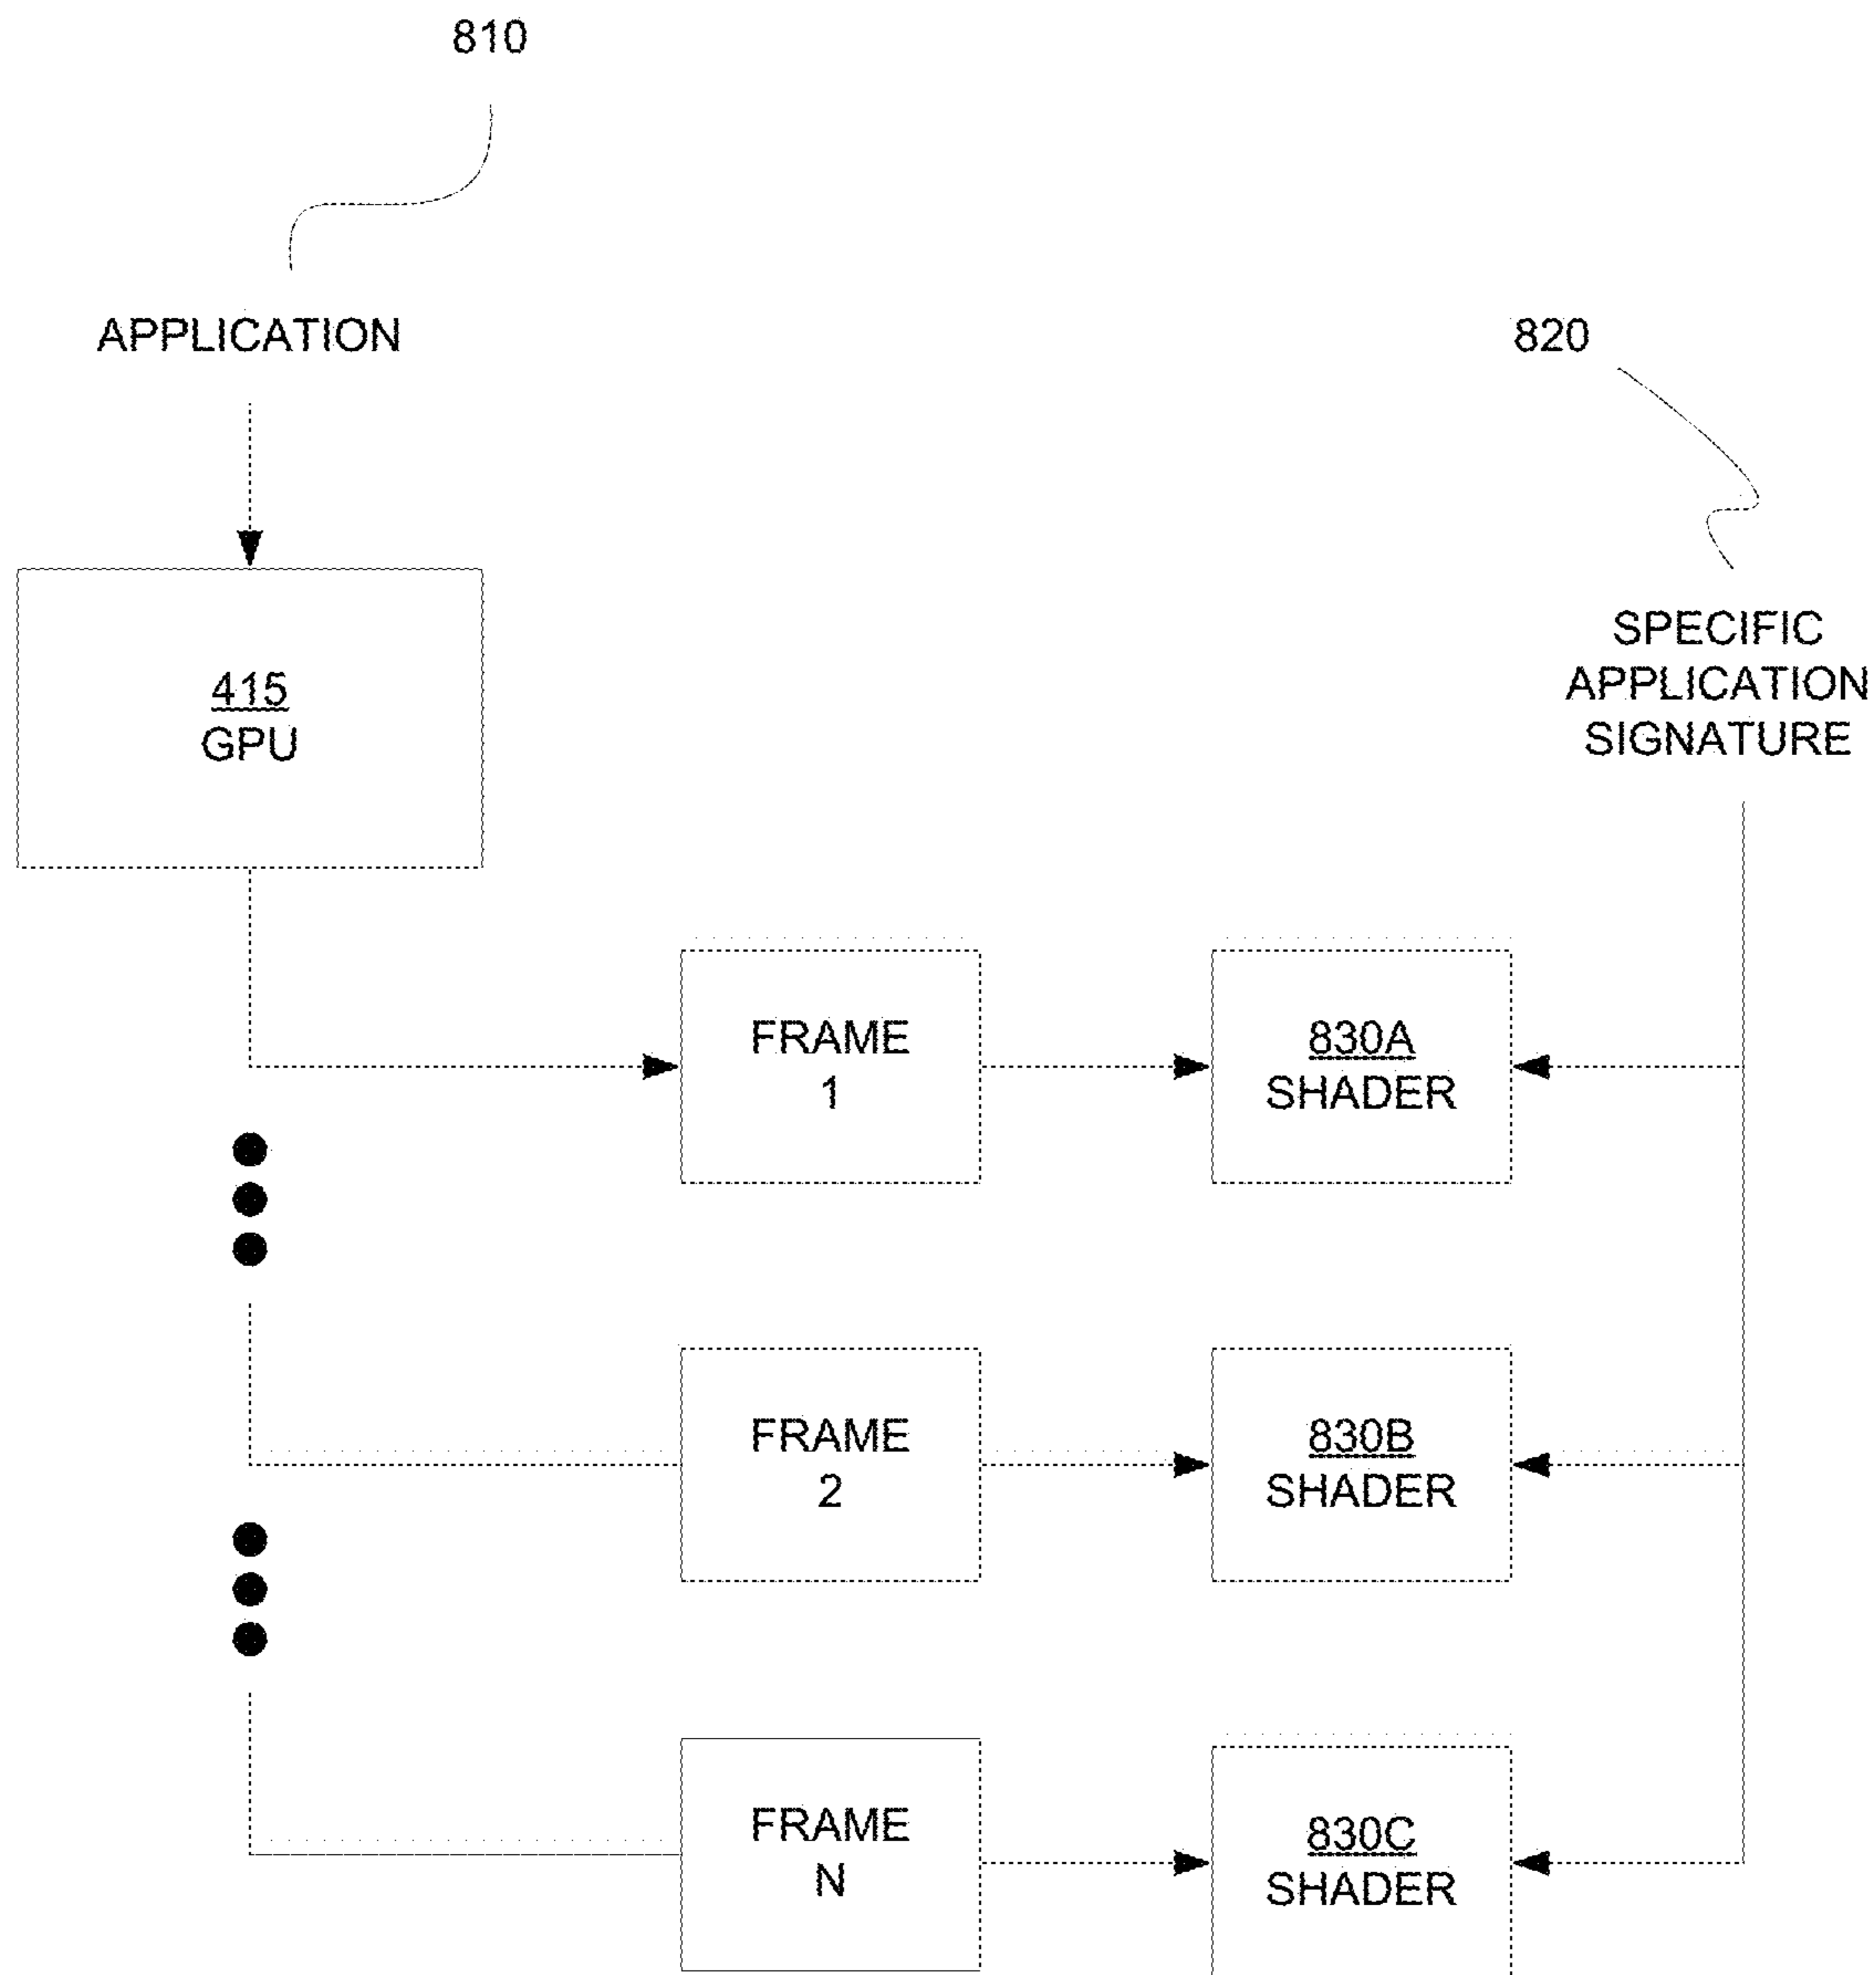 810
APPLICATION
820
415
GPU
SPECIFIC
APPLICATION
SIGNATURE
FRAME
1
830A
SHADER
FRAME
2
830B
SHADER
FRAME
N
830C
SHADER